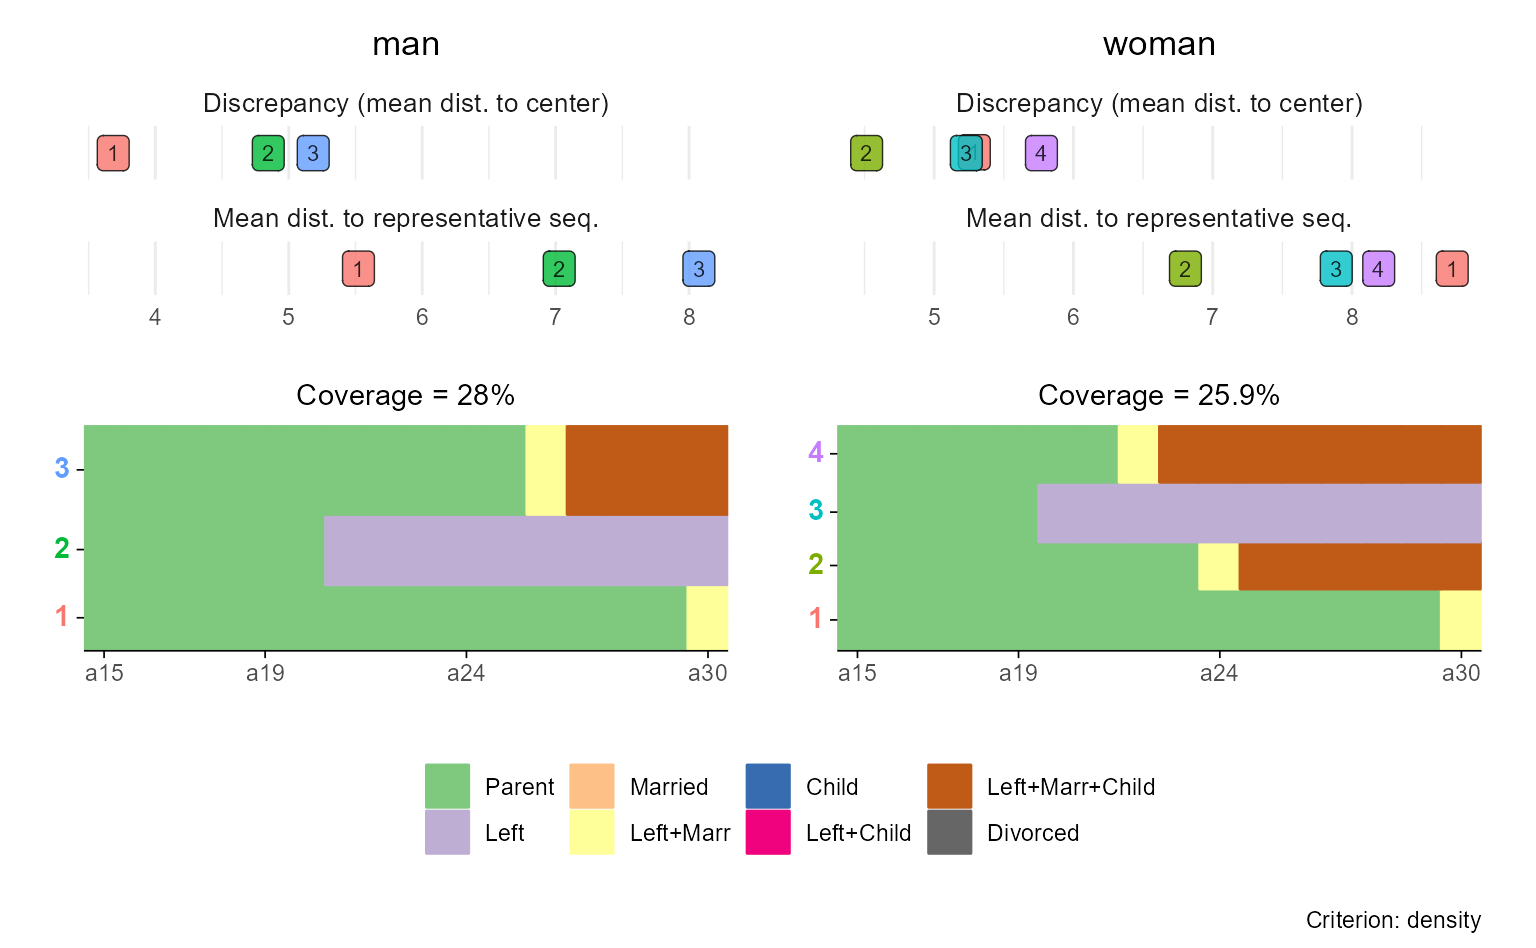 man
woman
Discrepancy (mean dist. to center)
Discrepancy (mean dist. to center)
1 2 3
2 3 1 4
Mean dist. to representative seq.
Mean dist. to representative seq.
1 2 3
2 3 4 1
4 5 6 7 8
5 6 7 8
Coverage = 28%
Coverage = 25.9%
3
2
1
a15 a19 a24 a30
4
3
2
1
a15 a19 a24 a30
Parent Married Child Left+Marr+Child
Left Left+Marr Left+Child Divorced
Criterion: density